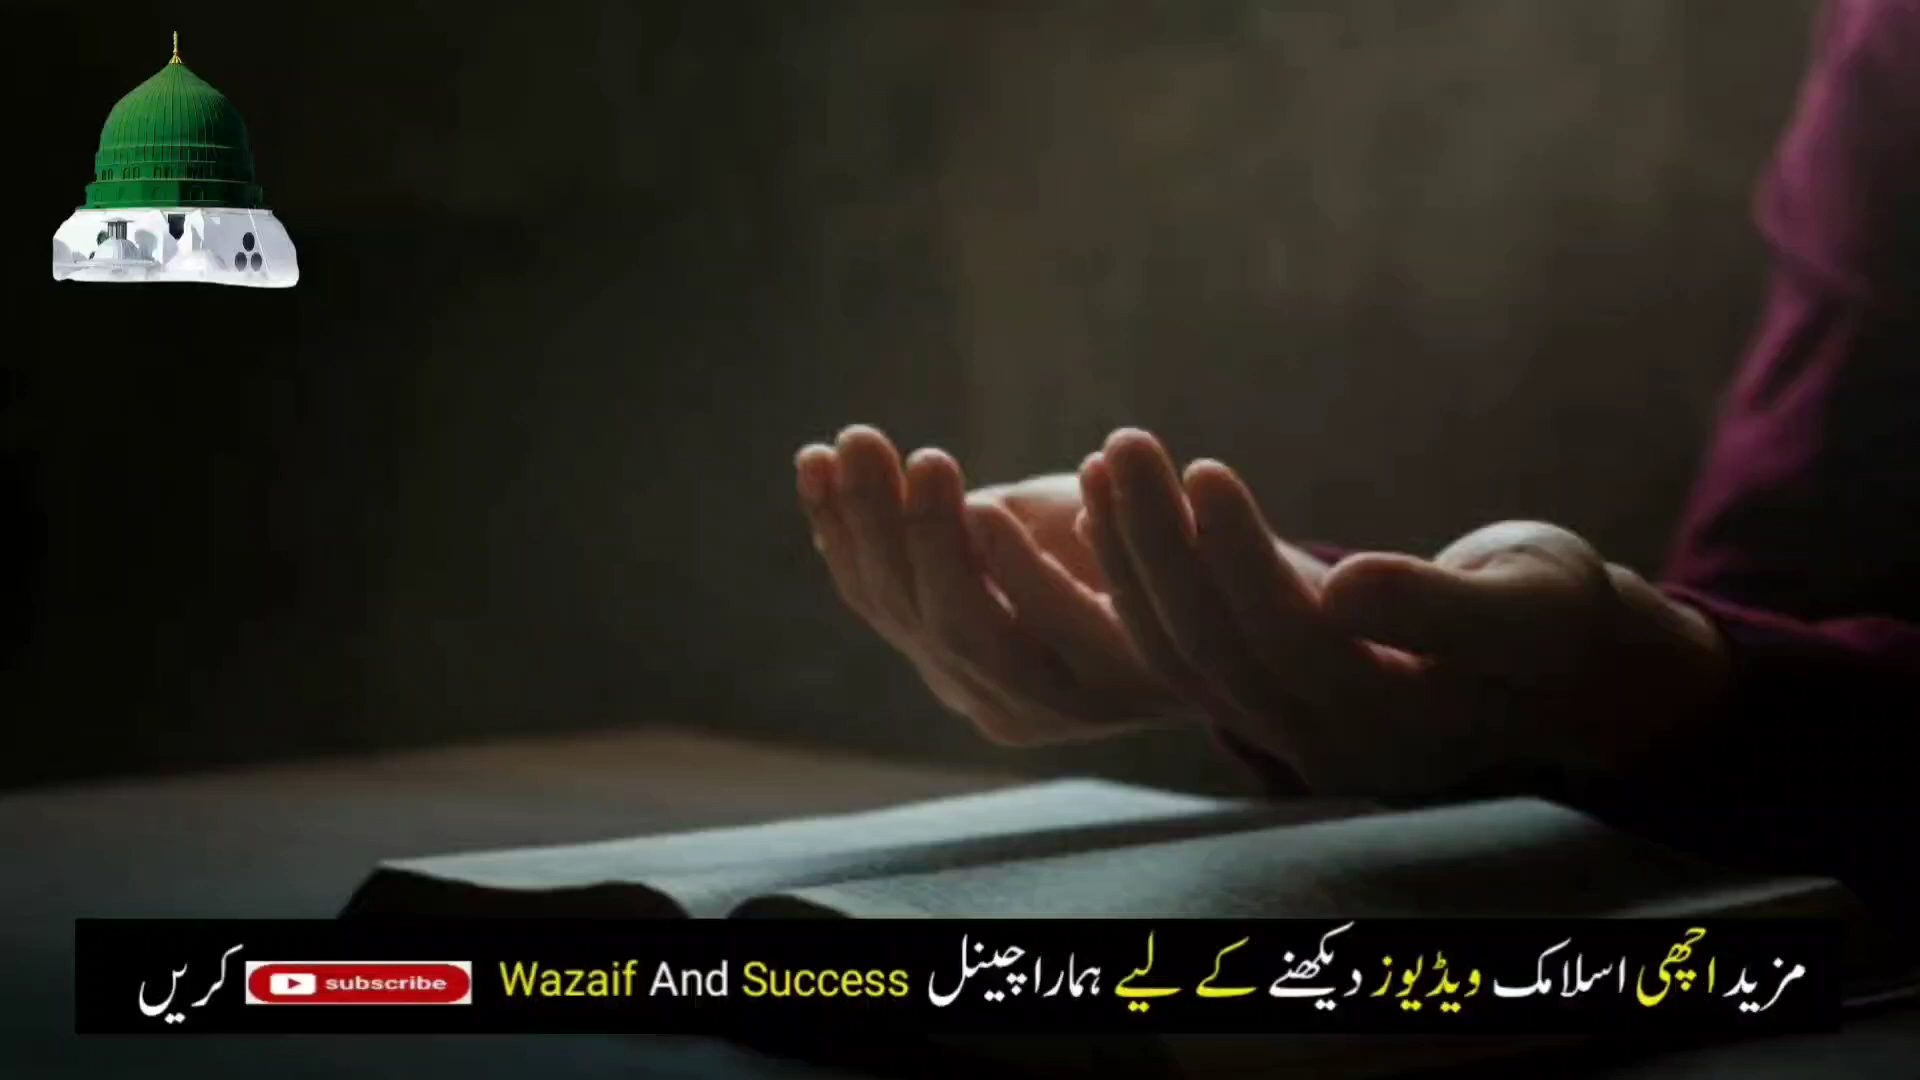 مزید اچھی اسلامک ویڈیوز دیکھنے کے لیے ہمارا چینل Wazaif And Success subscribe کریں